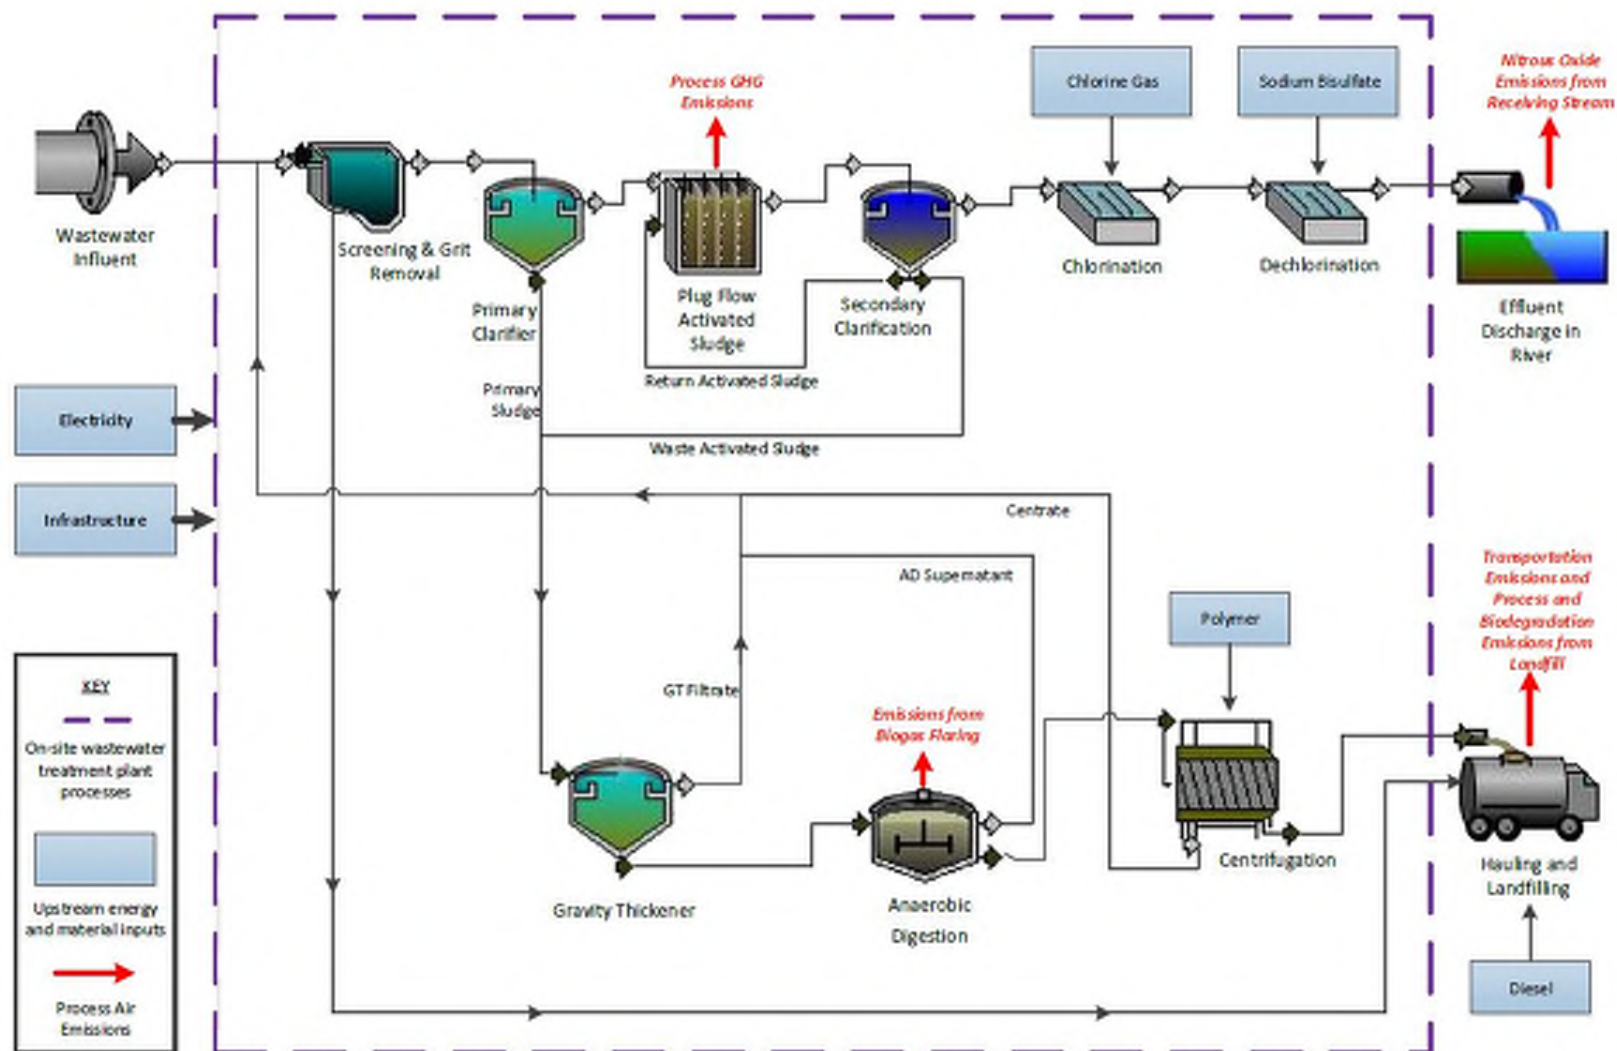 Nitrous Oxide
Emissions from
Receiving Stream
Process GHG
Emissions
Chlorine Gas
Sodium Bisulfate
Wastewater
Influent
Screening & Grit
Removal
Primary
Clarifier
Plug Flow
Activated
Sludge
Secondary
Clarification
Chlorination
Dechlorination
Effluent
Discharge in
River
Return Activated Sludge
Primary
Sludge
Waste Activated Sludge
Electricity
Infrastructure
Centrate
AD Supernatant
Polymer
Transportation
Emissions and
Process and
Biodegradation
Emissions from
Landfill
GT Filtrate
Emissions from
Biogas Flaring
Gravity Thickener
Anaerobic
Digestion
Centrifugation
Hauling and
Landfilling
Diesel
KEY
On-site wastewater
treatment plant
processes
Upstream energy
and material inputs
Process Air
Emissions